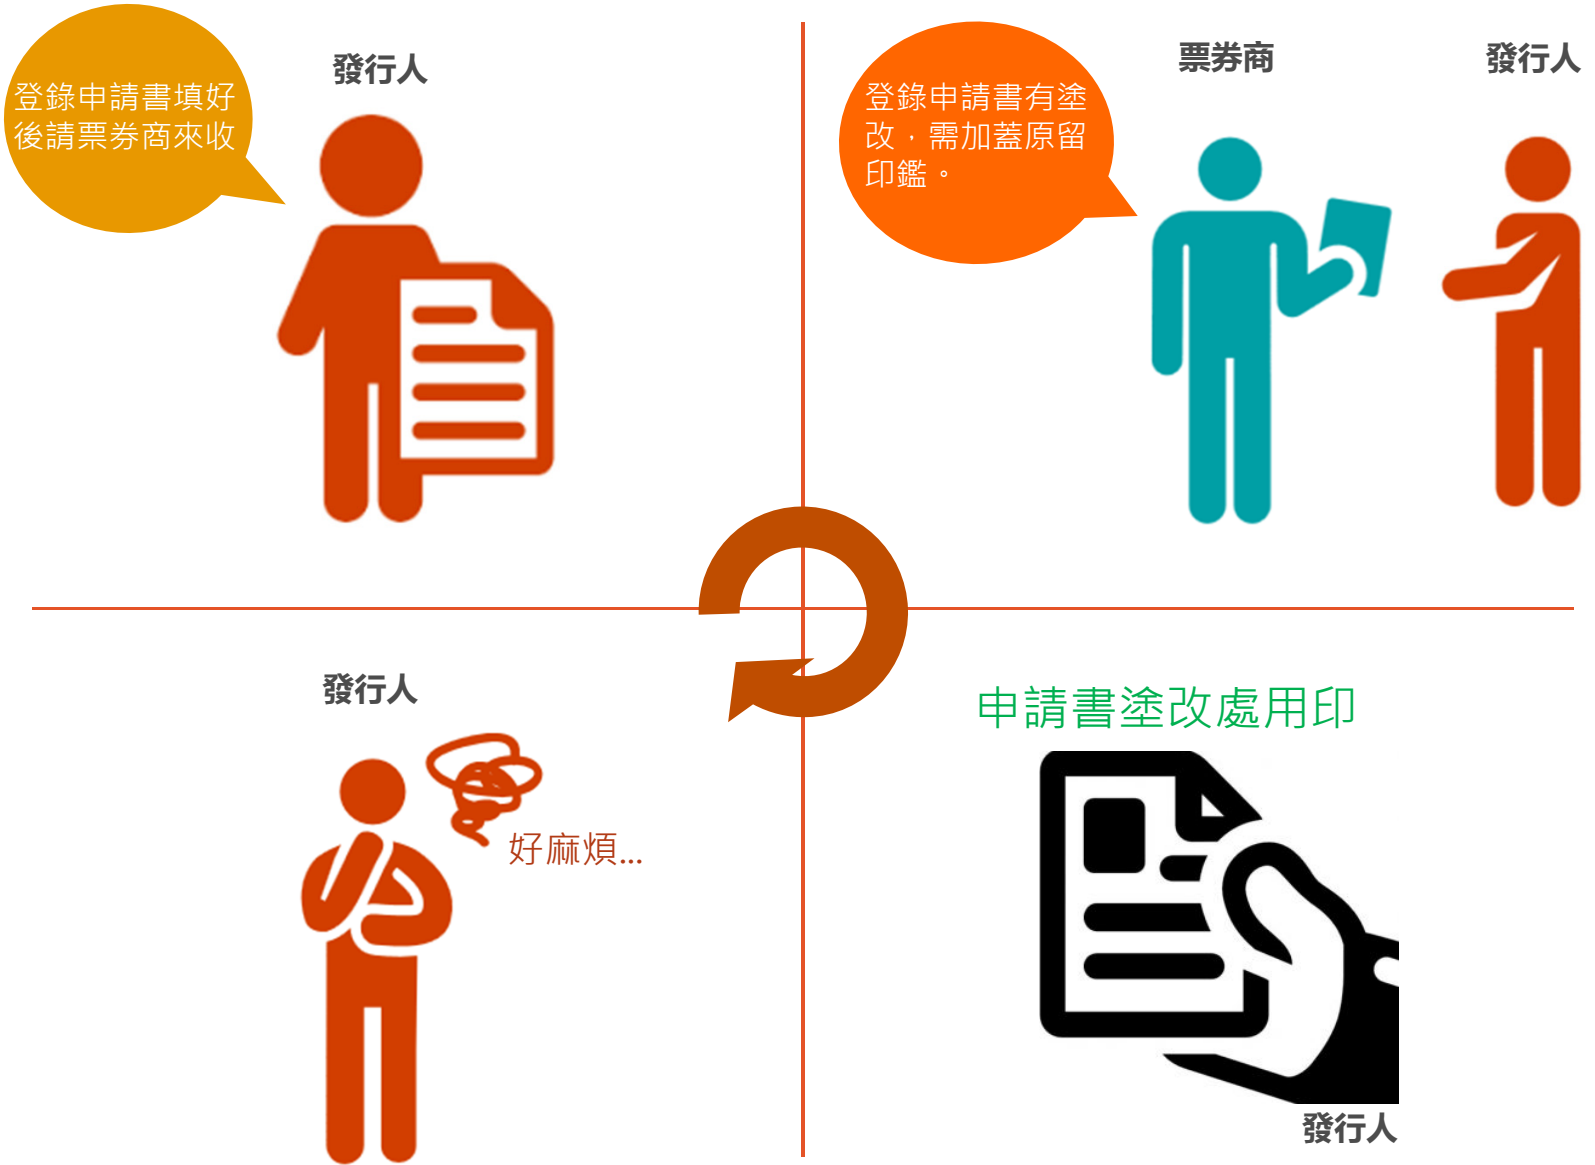 發行人
登錄申請書填好
後請票券商來收
票券商
發行人
登錄申請書有塗
改，需加蓋原留
印鑑。
發行人
好麻煩...
申請書塗改處用印
發行人